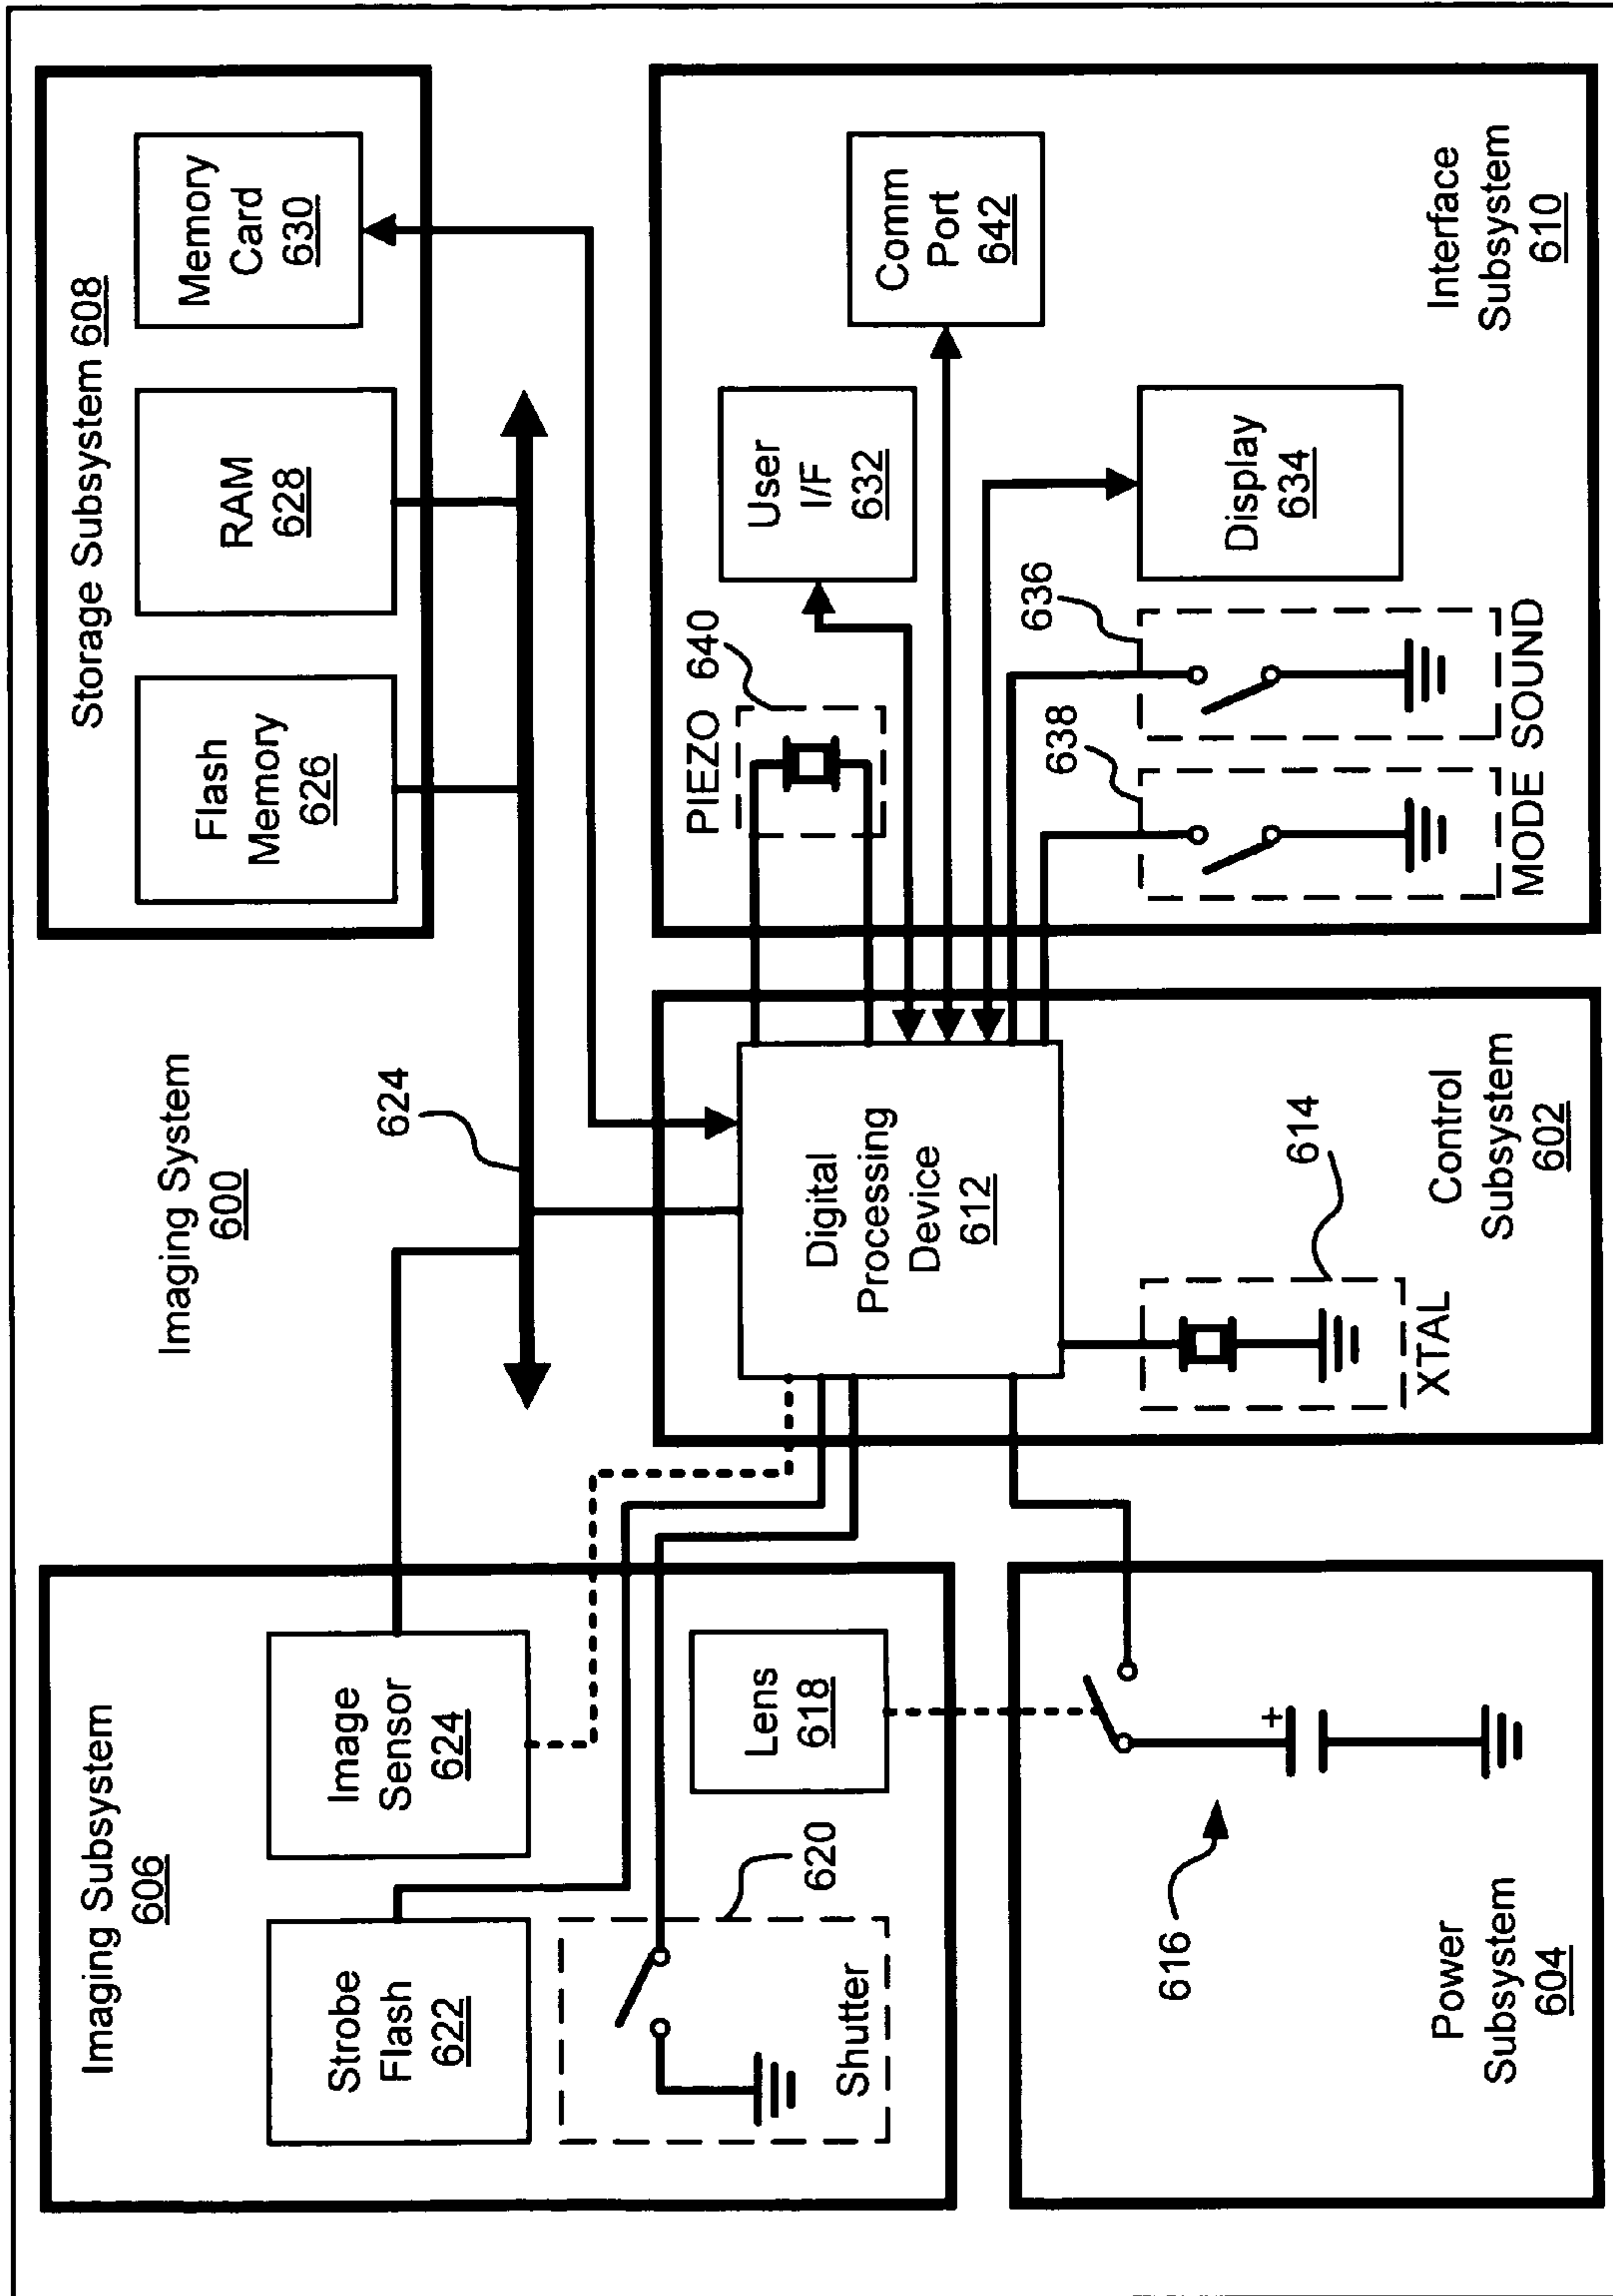 Imaging System
600
Imaging Subsystem
606
Strobe
Flash
622
Image
Sensor
624
Shutter
620
Lens
618
Power
Subsystem
604
616
+
624
Digital
Processing
Device
612
614
XTAL
Control
Subsystem
602
Storage Subsystem 608
Flash
Memory
626
RAM
628
Memory
Card
630
PIEZO 640
User
I/F
632
Comm
Port
642
Display
634
638
636
MODE SOUND
Interface
Subsystem
610